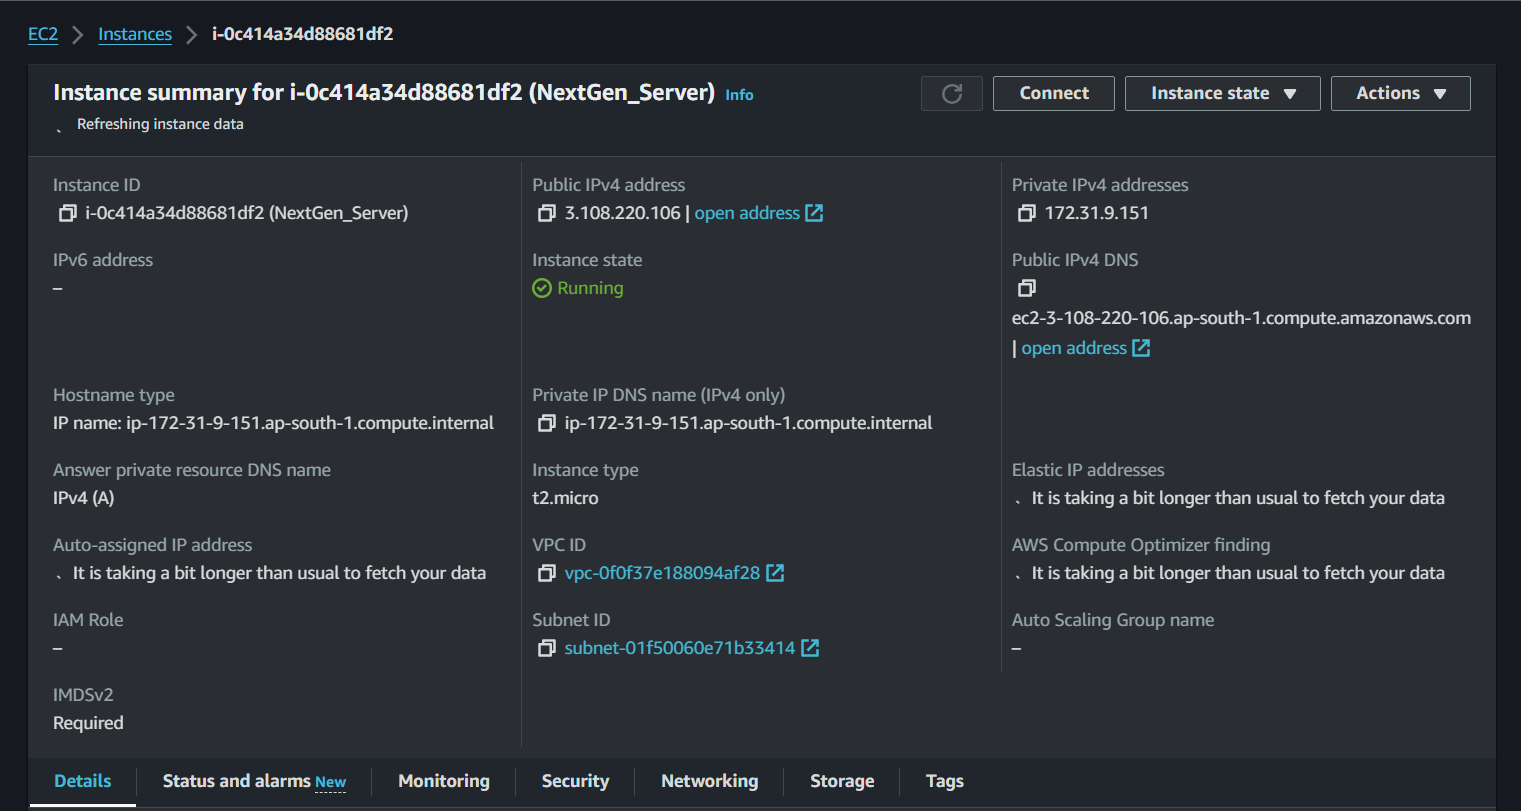 EC2 > Instances > i-0c414a34d88681df2
Instance summary for i-0c414a34d88681df2 (NextGen_Server) Info
Connect
Instance state
Actions
Refreshing instance data
Instance ID
i-0c414a34d88681df2 (NextGen_Server)
Public IPv4 address
3.108.220.106 | open address
Private IPv4 addresses
172.31.9.151
IPv6 address
–
Instance state
Running
Public IPv4 DNS
ec2-3-108-220-106.ap-south-1.compute.amazonaws.com
| open address
Hostname type
IP name: ip-172-31-9-151.ap-south-1.compute.internal
Private IP DNS name (IPv4 only)
ip-172-31-9-151.ap-south-1.compute.internal
Answer private resource DNS name
IPv4 (A)
Instance type
t2.micro
Elastic IP addresses
It is taking a bit longer than usual to fetch your data
Auto-assigned IP address
It is taking a bit longer than usual to fetch your data
VPC ID
vpc-0f0f37e188094af28
AWS Compute Optimizer finding
It is taking a bit longer than usual to fetch your data
IAM Role
–
Subnet ID
subnet-01f50060e71b33414
Auto Scaling Group name
–
IMDSv2
Required
Details
Status and alarms New
Monitoring
Security
Networking
Storage
Tags